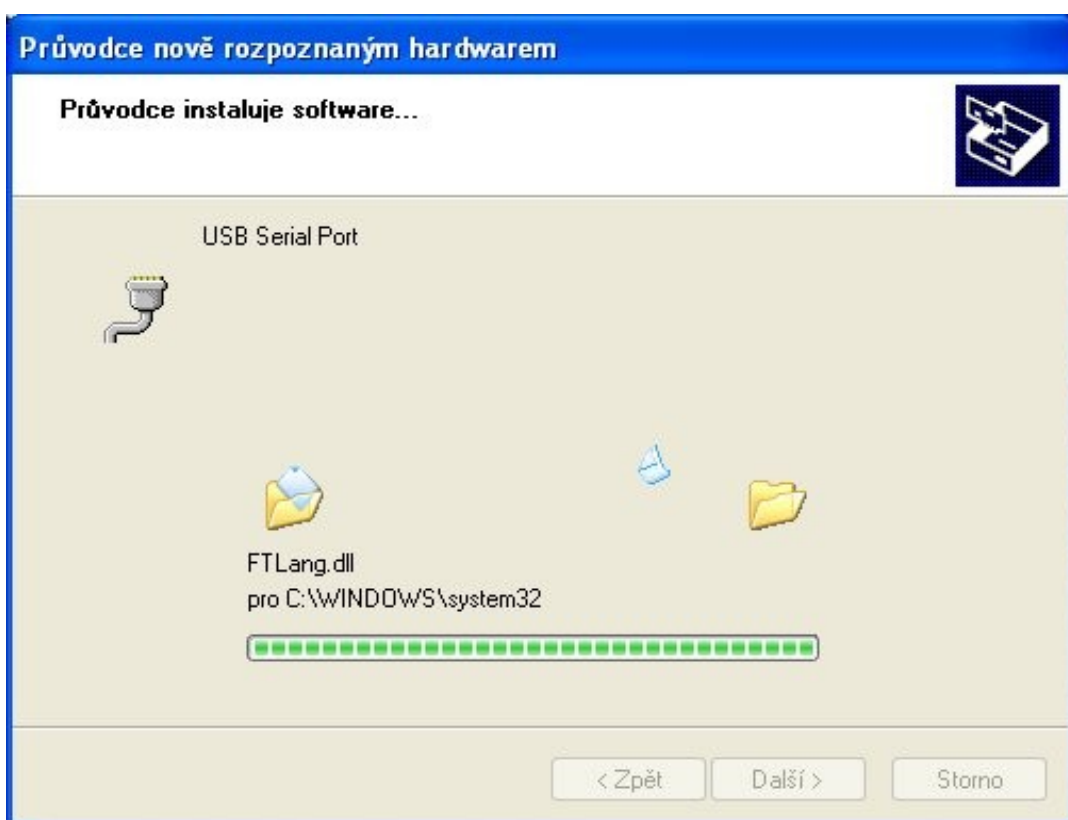 Průvodce nově rozpoznaným hardwarem
Průvodce instaluje software...
USB Serial Port
FTLang.dll
pro C:\WINDOWS\system32
< Zpět
Další >
Storno